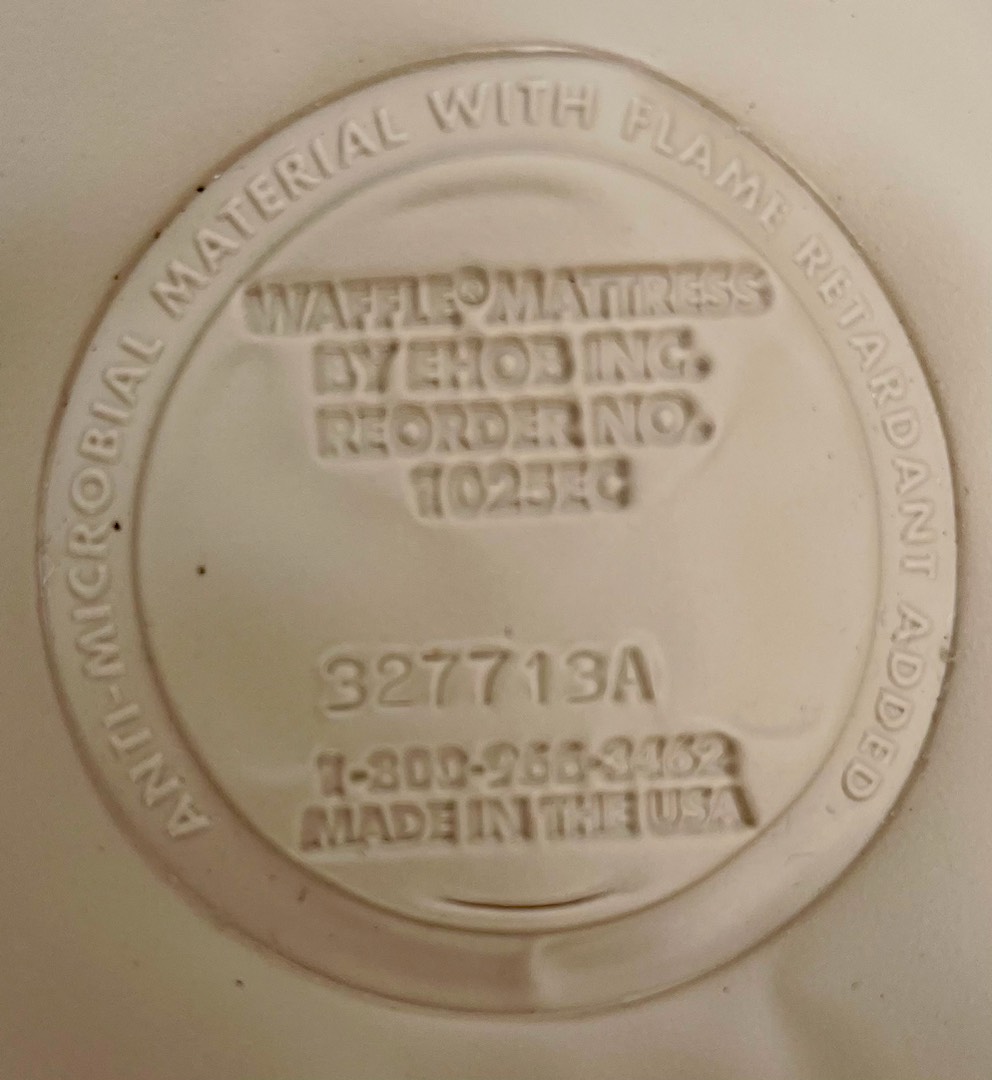 ANTI-MICROBIAL MATERIAL WITH FLAME RETARDANT ADDED
WAFFLE® MATTRESS
BY EHOB INC.
REORDER NO.
1025EC
327713A
1-800-966-3462
MADE IN THE USA